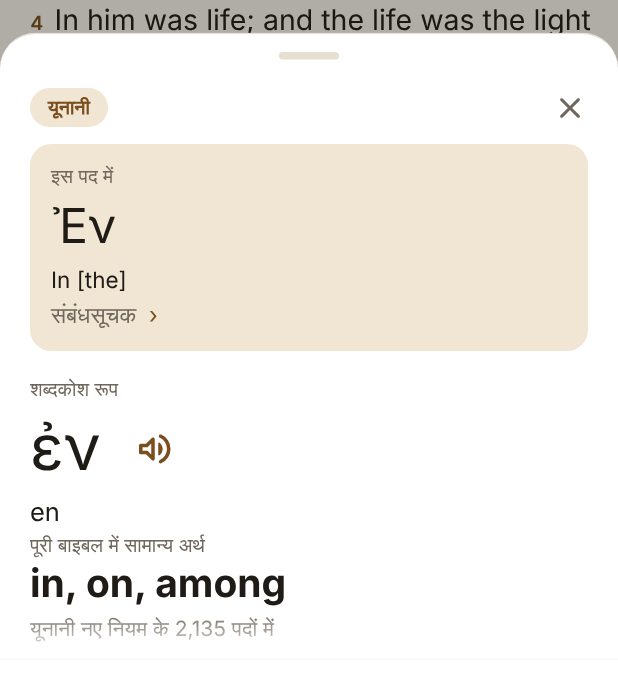 4 In him was life; and the life was the light
यूनानी
इस पद में
Ἐν
In [the]
संबंधसूचक ›
शब्दकोश रूप
ἐν
en
पूरी बाइबल में सामान्य अर्थ
in, on, among
यूनानी नए नियम के 2,135 पदों में